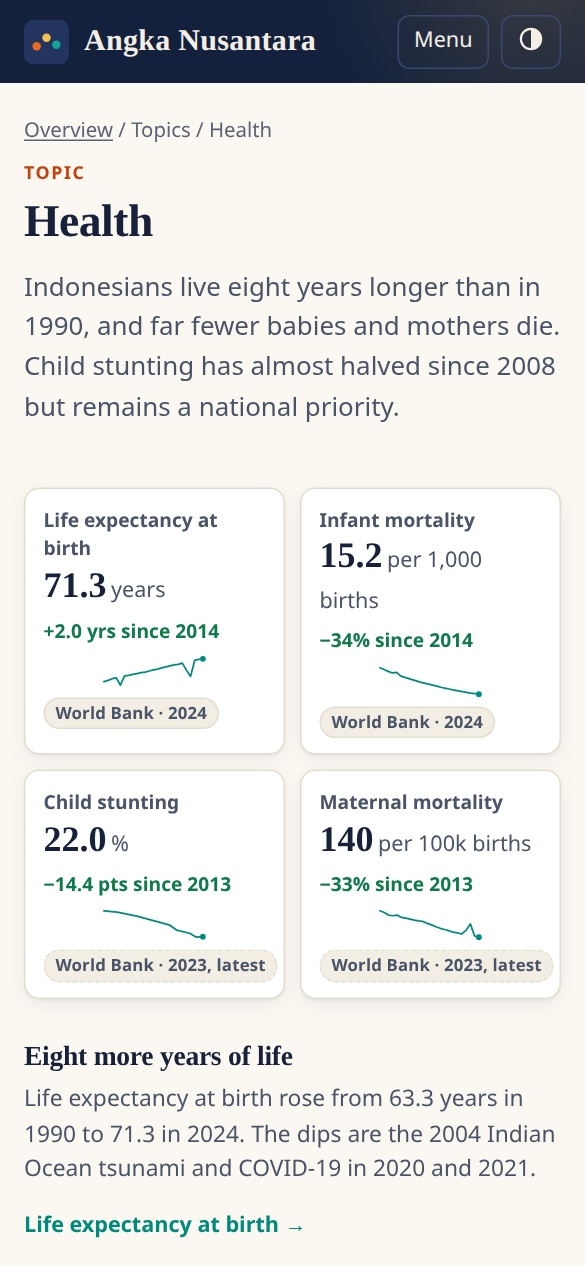 Angka Nusantara
Menu
Overview / Topics / Health
TOPIC
Health
Indonesians live eight years longer than in
1990, and far fewer babies and mothers die.
Child stunting has almost halved since 2008
but remains a national priority.
Life expectancy at
birth
71.3 years
+2.0 yrs since 2014
World Bank · 2024
Infant mortality
15.2 per 1,000
births
−34% since 2014
World Bank · 2024
Child stunting
22.0 %
−14.4 pts since 2013
World Bank · 2023, latest
Maternal mortality
140 per 100k births
−33% since 2013
World Bank · 2023, latest
Eight more years of life
Life expectancy at birth rose from 63.3 years in
1990 to 71.3 in 2024. The dips are the 2004 Indian
Ocean tsunami and COVID-19 in 2020 and 2021.
Life expectancy at birth →